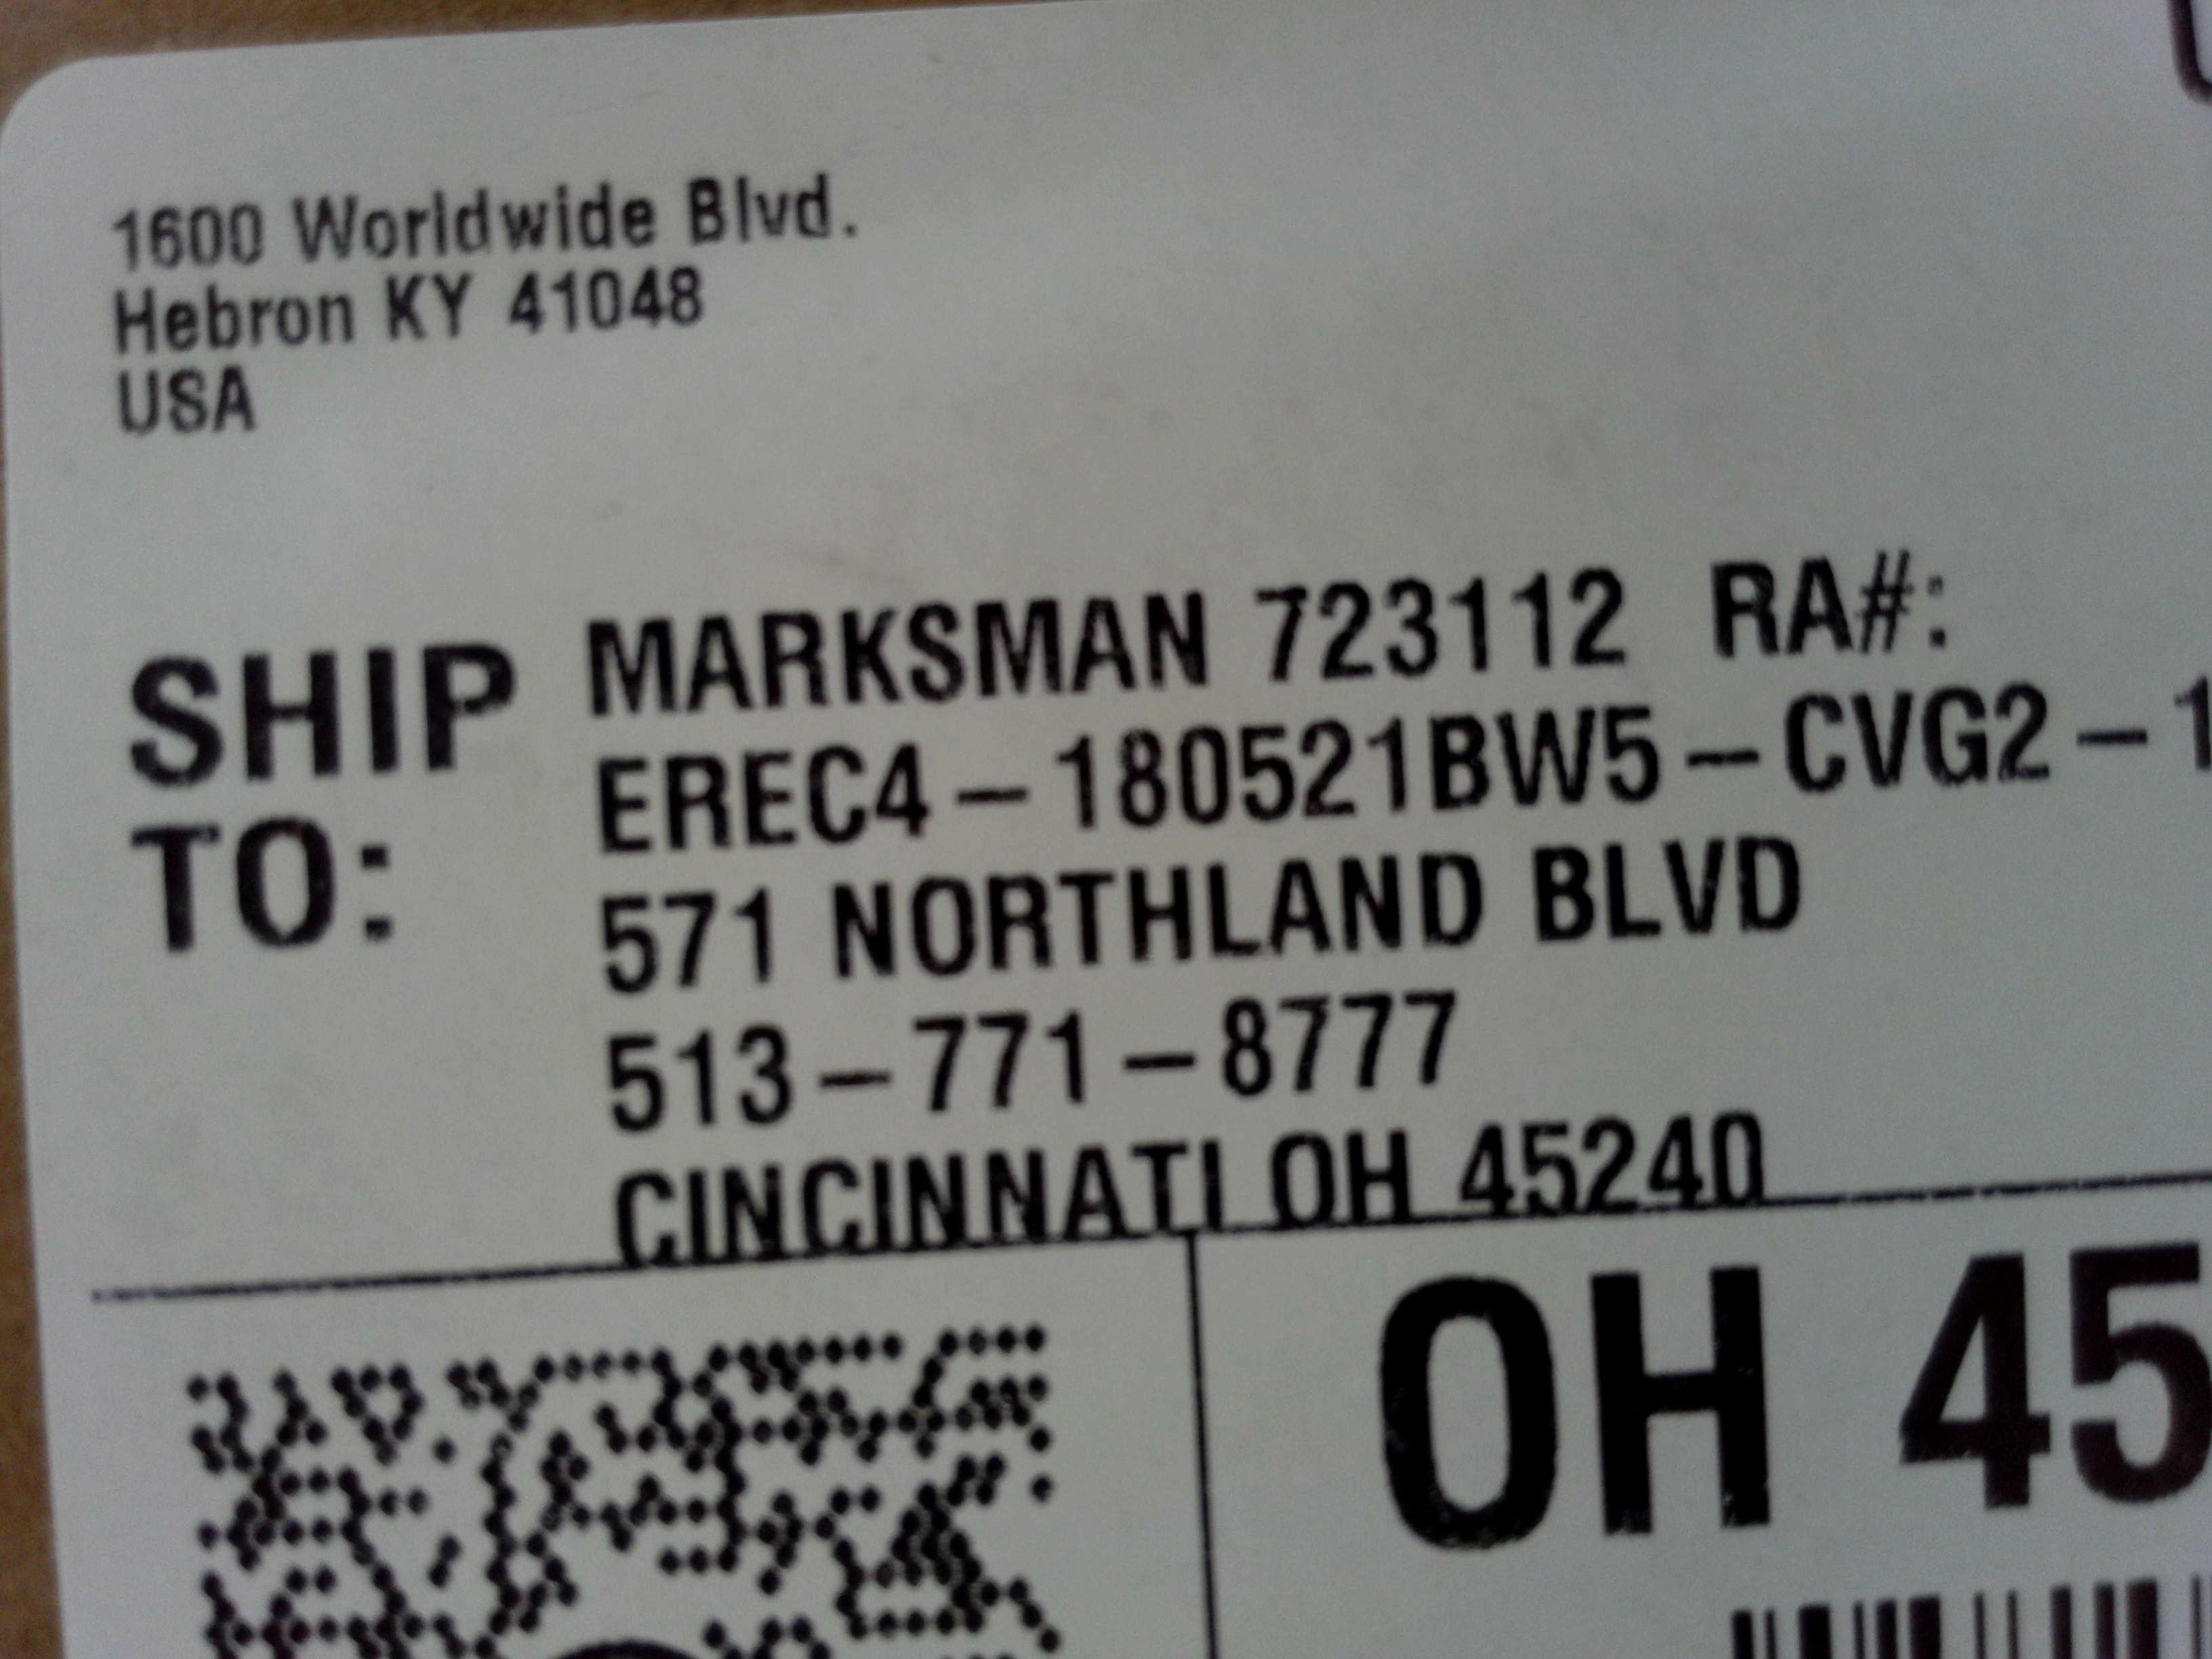 1600 Worldwide Blvd.
Hebron KY 41048
USA
SHIP TO:
MARKSMAN 723112 RA#:
EREC4-180521BW5-CVG2-1
571 NORTHLAND BLVD
513-771-8777
CINCINNATI OH 45240
OH 45